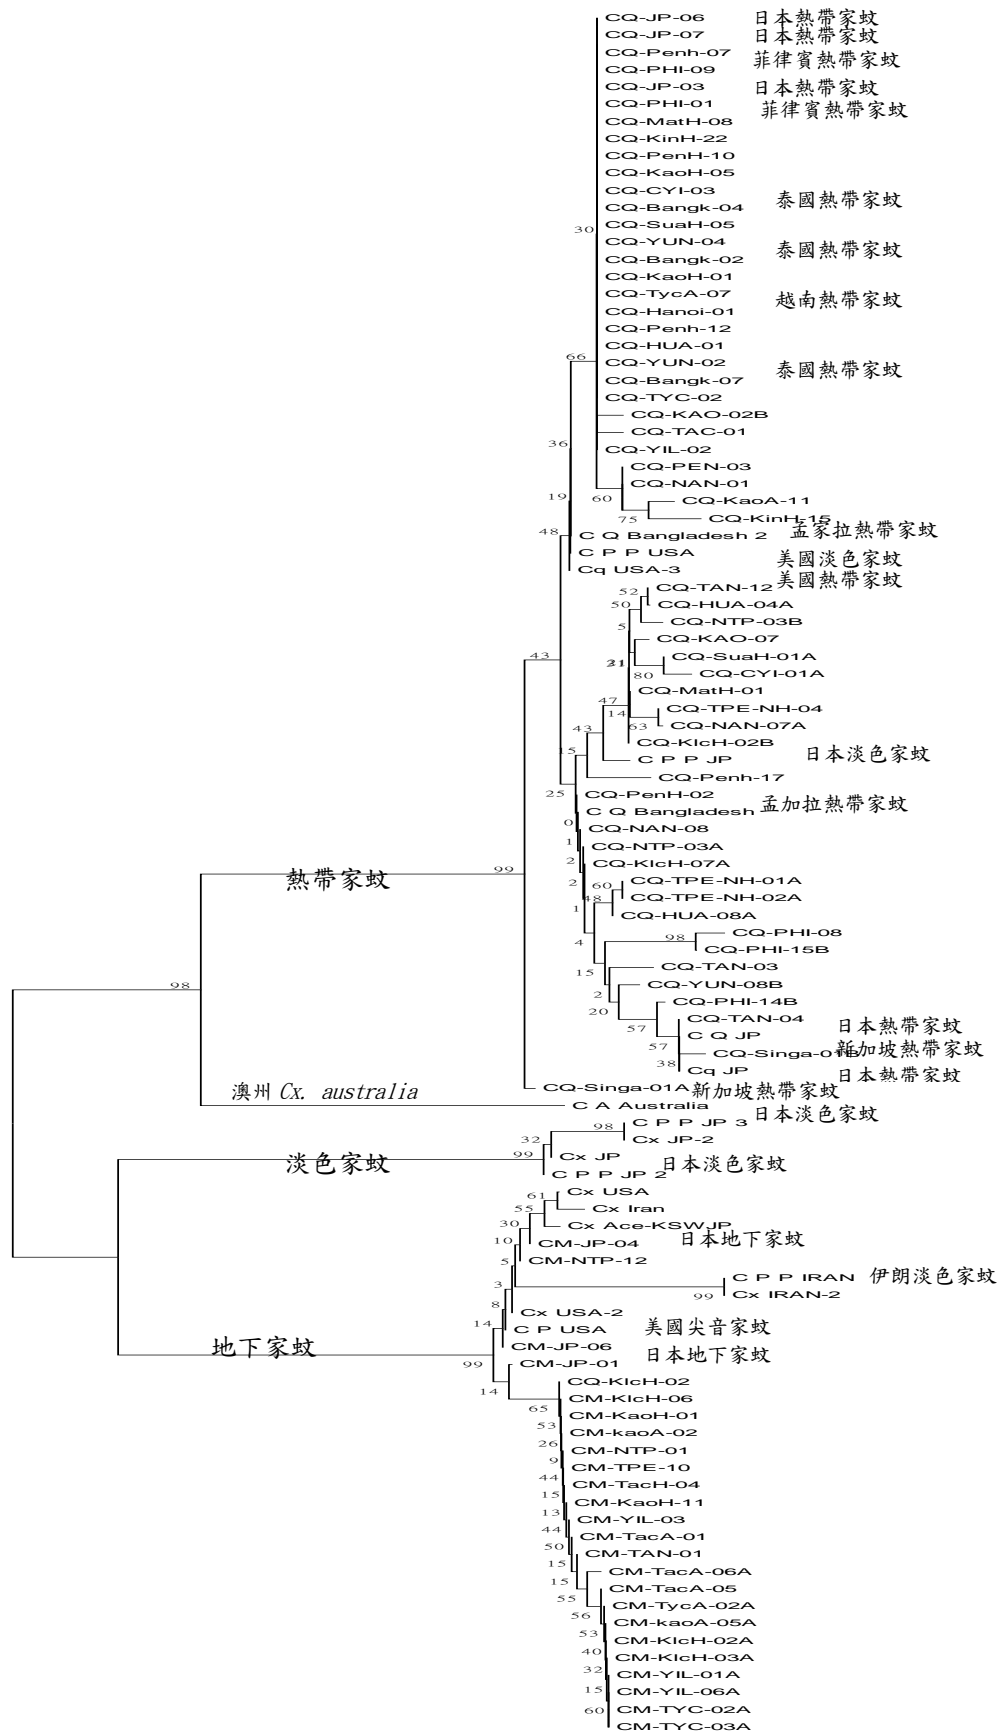 CQ-JP-06 日本熱帶家蚊
CQ-JP-07 日本熱帶家蚊
CQ-Penh-07
菲律賓熱帶家蚊
CQ-PHI-09
CQ-JP-03 日本熱帶家蚊
CQ-PHI-01 菲律賓熱帶家蚊
CQ-MatH-08
CQ-KinH-22
CQ-PenH-10
CQ-KaoH-05
CQ-CYI-03
泰國熱帶家蚊
CQ-Bangk-04
CQ-SuaH-05
30
CQ-YUN-04
泰國熱帶家蚊
CQ-Bangk-02
CQ-KaoH-01
CQ-TycA-07
越南熱帶家蚊
CQ-Hanoi-01
CQ-Penh-12
CQ-HUA-01
66
CQ-YUN-02
泰國熱帶家蚊
CQ-Bangk-07
CQ-TYC-02
CQ-KAO-02B
CQ-TAC-01
36
CQ-YIL-02
CQ-PEN-03
CQ-NAN-01
19 60
CQ-KaoA-11
75 CQ-KinH-15
48 C Q Bangladesh 2 孟家拉熱帶家蚊
C P P USA 美國淡色家蚊
Cq USA-3 美國熱帶家蚊
52 CQ-TAN-12
50 CQ-HUA-04A
5 CQ-NTP-03B
CQ-KAO-07
43 CQ-SuaH-01A
80 CQ-CYI-01A
CQ-MatH-01
47 CQ-TPE-NH-04
14 63 CQ-NAN-07A
43 CQ-KlcH-02B
15 C P P JP 日本淡色家蚊
CQ-Penh-17
25 CQ-PenH-02
C Q Bangladesh 孟加拉熱帶家蚊
0 CQ-NAN-08
1 CQ-NTP-03A
2 CQ-KlcH-07A
99 熱帶家蚊
2 60 CQ-TPE-NH-01A
48 CQ-TPE-NH-02A
1 CQ-HUA-08A
CQ-PHI-08
4 98 CQ-PHI-15B
15 CQ-TAN-03
98 CQ-YUN-08B
2 CQ-PHI-14B
20 CQ-TAN-04 日本熱帶家蚊
57 C Q JP
57 CQ-Singa-01B 新加坡熱帶家蚊
38 Cq JP 日本熱帶家蚊
CQ-Singa-01A 新加坡熱帶家蚊
澳州 Cx. australia
C A Australia
日本淡色家蚊
98 C P P JP 3
32 Cx JP-2
99 Cx JP
淡色家蚊 日本淡色家蚊
C P P JP 2
61 Cx USA
55 Cx Iran
30 Cx Ace-KSWJP
10 CM-JP-04 日本地下家蚊
5 CM-NTP-12
C P P IRAN 伊朗淡色家蚊
3 99 Cx IRAN-2
8 Cx USA-2
14 C P USA 美國尖音家蚊
地下家蚊
CM-JP-06 日本地下家蚊
99 CM-JP-01
CQ-KlcH-02
14 CM-KlcH-06
65 CM-KaoH-01
53 CM-kaoA-02
26 CM-NTP-01
9 CM-TPE-10
44 CM-TacH-04
15 CM-KaoH-11
13 CM-YIL-03
44 CM-TacA-01
50 CM-TAN-01
15 CM-TacA-06A
15 CM-TacA-05
55 CM-TycA-02A
56 CM-kaoA-05A
53 CM-KlcH-02A
40 CM-KlcH-03A
32 CM-YIL-01A
15 CM-YIL-06A
60 CM-TYC-02A
CM-TYC-03A